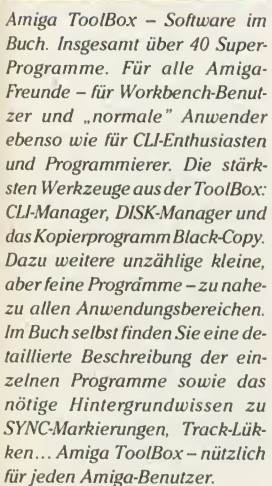 Amiga ToolBox – Software im
Buch. Insgesamt über 40 Super-
Programme. Für alle Amiga-
Freunde – für Workbench-Benut-
zer und „normale” Anwender
ebenso wie für CLI-Enthusiasten
und Programmierer. Die stärk-
sten Werkzeuge aus der ToolBox:
CLI-Manager, DISK-Manager und
das Kopierprogramm Black-Copy.
Dazu weitere unzählige kleine,
aber feine Programme – zu nahe-
zu allen Anwendungsbereichen.
Im Buch selbst finden Sie eine de-
taillierte Beschreibung der ein-
zelnen Programme sowie das
nötige Hintergrundwissen zu
SYNC-Markierungen, Track-Lük-
ken... Amiga ToolBox – nützlich
für jeden Amiga-Benutzer.